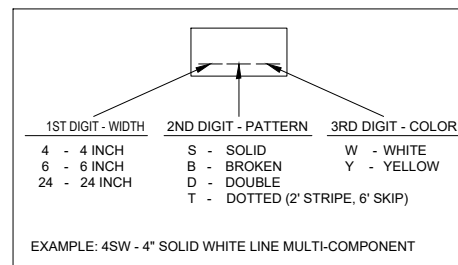 1ST DIGIT - WIDTH 2ND DIGIT - PATTERN 3RD DIGIT - COLOR
4 - 4 INCH S - SOLID W - WHITE
6 - 6 INCH B - BROKEN Y - YELLOW
24 - 24 INCH D - DOUBLE
T - DOTTED (2' STRIPE, 6' SKIP)
EXAMPLE: 4SW - 4" SOLID WHITE LINE MULTI-COMPONENT